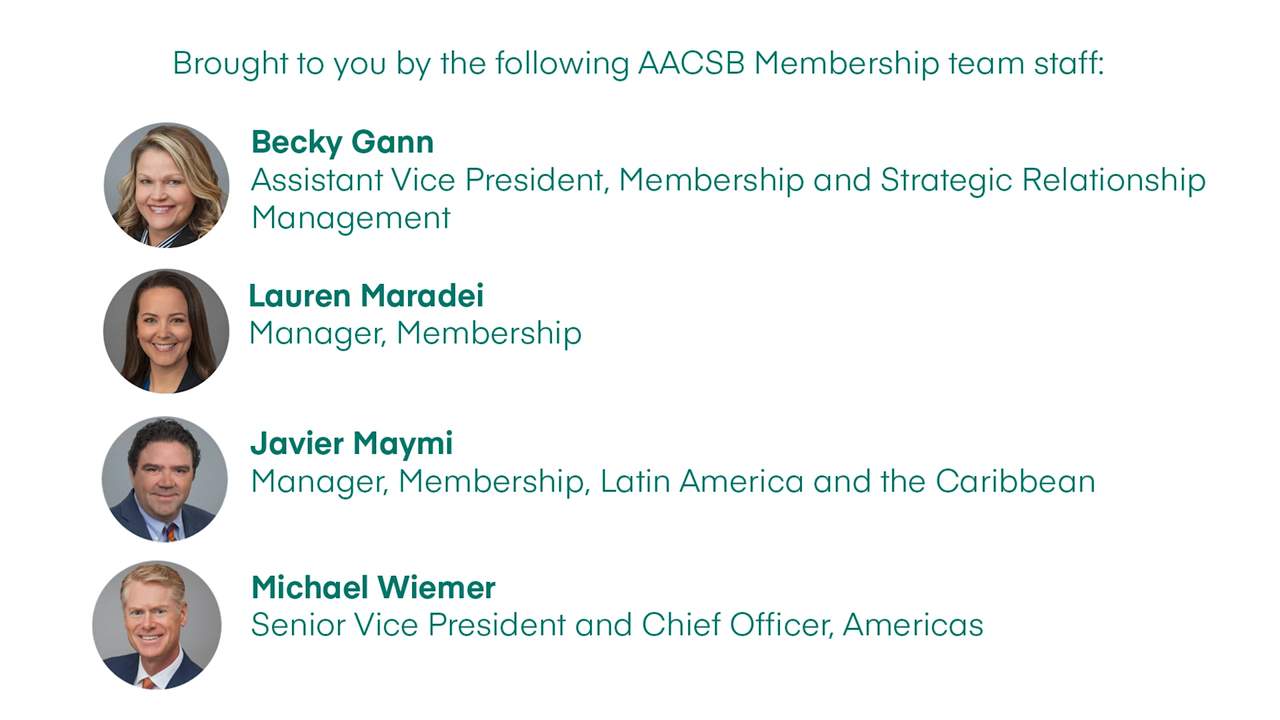 Brought to you by the following AACSB Membership team staff:
Becky Gann
Assistant Vice President, Membership and Strategic Relationship
Management
Lauren Maradei
Manager, Membership
Javier Maymi
Manager, Membership, Latin America and the Caribbean
Michael Wiemer
Senior Vice President and Chief Officer, Americas